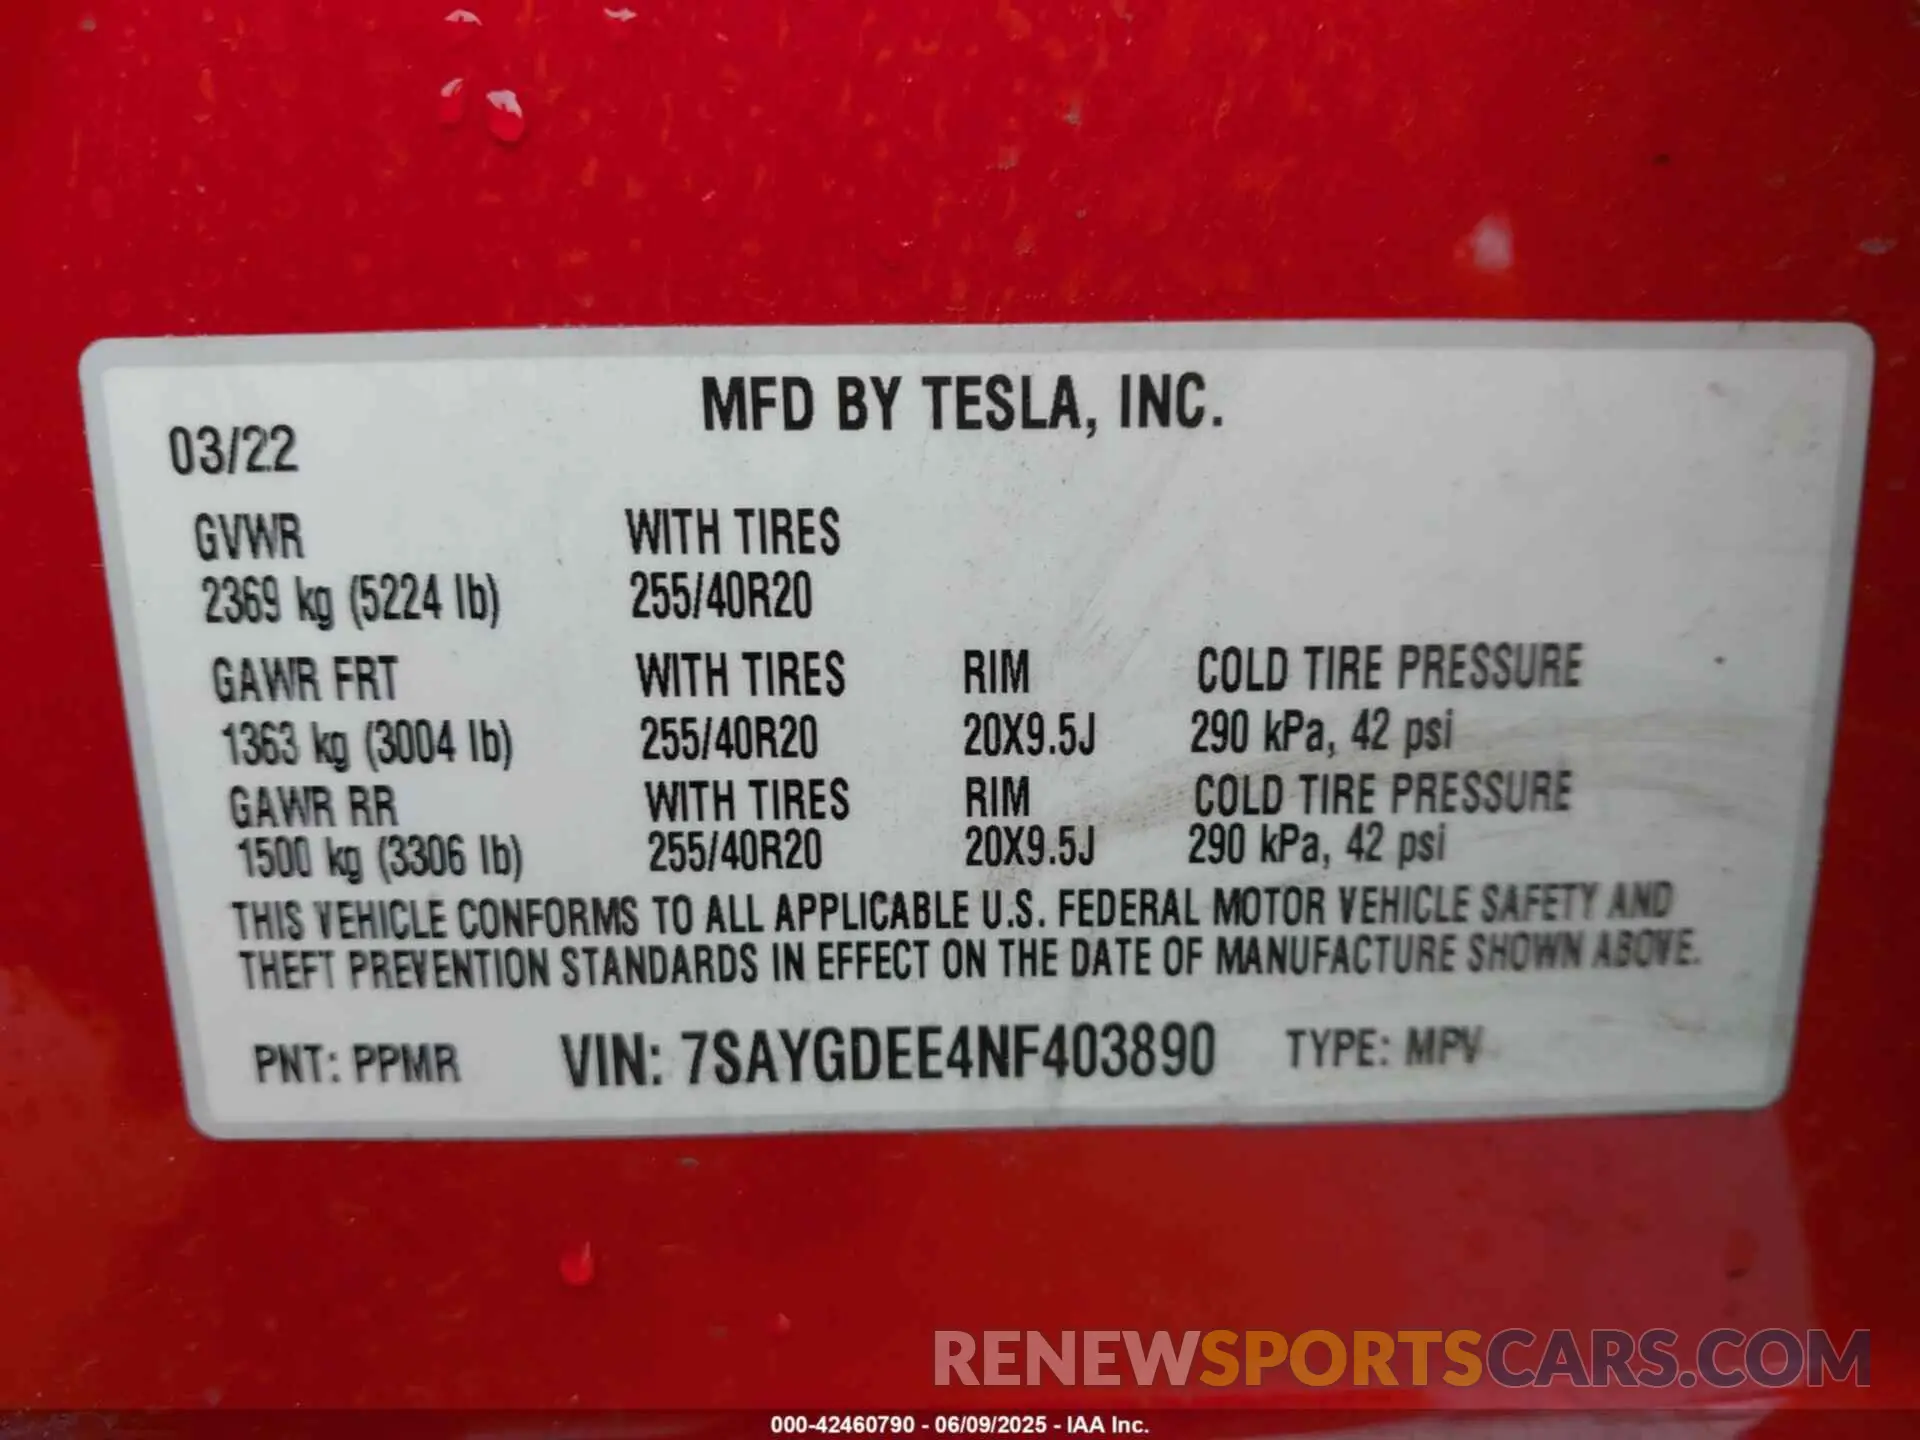 MFD BY TESLA, INC.
03/22
GVWR WITH TIRES
2369 kg (5224 lb) 255/40R20
GAWR FRT WITH TIRES RIM COLD TIRE PRESSURE
1363 kg (3004 lb) 255/40R20 20X9.5J 290 kPa, 42 psi
GAWR RR WITH TIRES RIM COLD TIRE PRESSURE
1500 kg (3306 lb) 255/40R20 20X9.5J 290 kPa, 42 psi
THIS VEHICLE CONFORMS TO ALL APPLICABLE U.S. FEDERAL MOTOR VEHICLE SAFETY AND
THEFT PREVENTION STANDARDS IN EFFECT ON THE DATE OF MANUFACTURE SHOWN ABOVE.
PNT: PPMR VIN: 7SAYGDEE4NF403890 TYPE: MPV
RENEWSPORTSCARS.COM
000-42460790 - 06/09/2025 - IAA Inc.